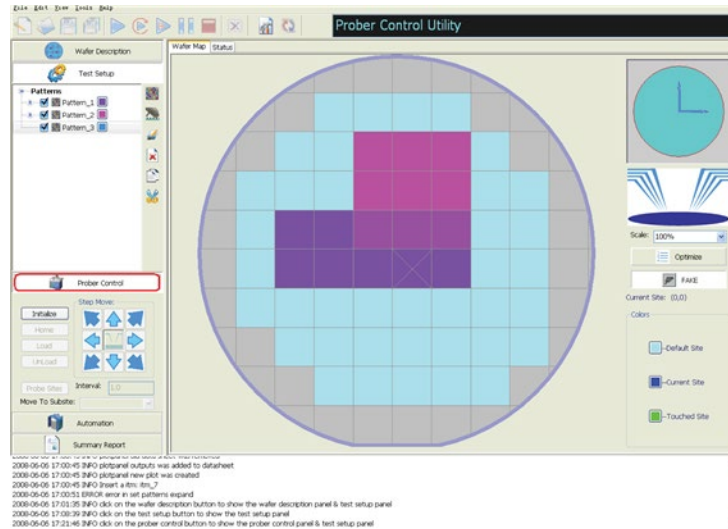 File Edit View Tools Help
Prober Control Utility
Wafer Description
Test Setup
Patterns
Pattern_1
Pattern_2
Pattern_3
Prober Control
Step Move:
Initialize
Home
Load
UnLoad
Probe Sites
Interval: 1.0
Move To Subsite:
Automation
Summary Report
Wafer Map Status
Scale: 100%
Optimize
FAKE
Current Site: (0,0)
Colors
-Default Site
-Current Site
-Touched Site
2008-06-06 17:00:45 INFO plotpanel outputs was added to datasheet
2008-06-06 17:00:45 INFO plotpanel new plot was created
2008-06-06 17:00:45 INFO Insert a itm: itm_7
2008-06-06 17:00:51 ERROR error in set patterns expand
2008-06-06 17:01:35 INFO click on the wafer description button to show the wafer description panel & test setup panel
2008-06-06 17:08:39 INFO click on the test setup button to show the test setup panel
2008-06-06 17:21:46 INFO click on the prober control button to show the prober control panel & test setup panel